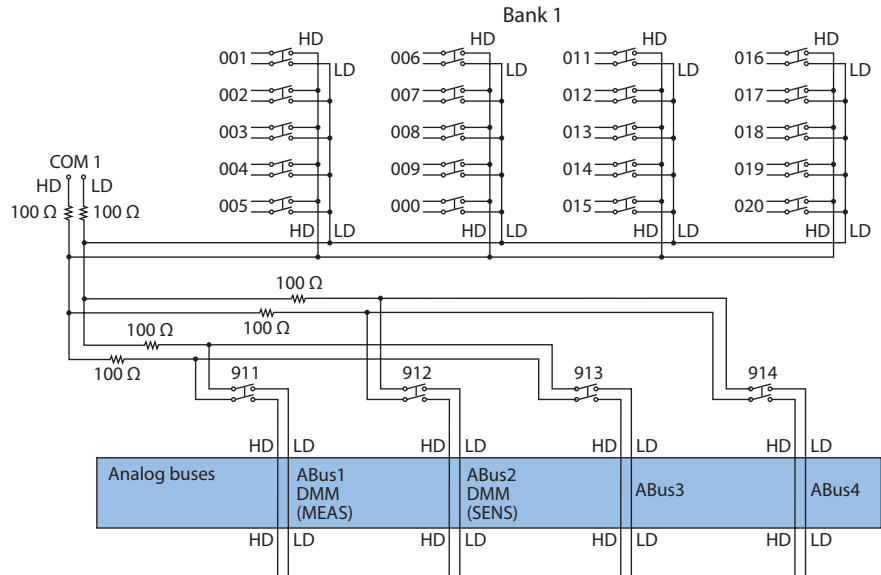 Bank 1
HD HD HD HD
001 LD 006 LD 011 LD 016 LD
002 007 012 017
003 008 013 018
COM 1
004 009 014 019
HD LD
100 Ω 100 Ω
005 000 015 020
HD LD HD LD HD LD HD LD
100 Ω
100 Ω
100 Ω
100 Ω
911 912 913 914
HD LD HD LD HD LD HD LD
Analog buses
ABus1
DMM
(MEAS)
ABus2
DMM
(SENS)
ABus3
ABus4
HD LD HD LD HD LD HD LD